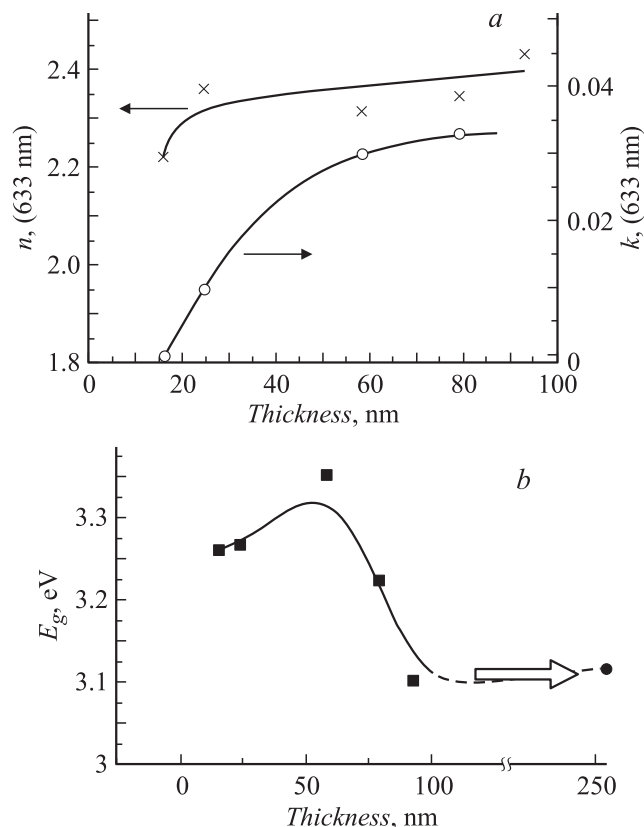 a
2.4
2.2
2.0
1.8
n, (633 nm)
0.04
0.02
0
k, (633 nm)
0 20 40 60 80 100
Thickness, nm
b
3.3
3.2
3.1
3
E_g, eV
0 50 100 250
Thickness, nm